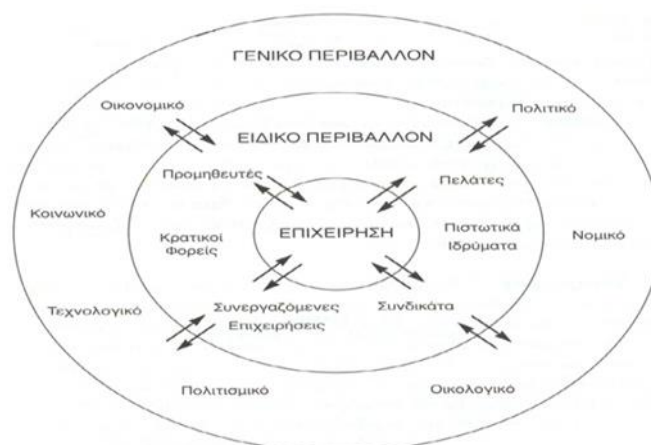 ΓΕΝΙΚΟ ΠΕΡΙΒΑΛΛΟΝ
Οικονομικό
Πολιτικό
ΕΙΔΙΚΟ ΠΕΡΙΒΑΛΛΟΝ
Προμηθευτές
Πελάτες
Κοινωνικό
Κρατικοί
Φορείς
ΕΠΙΧΕΙΡΗΣΗ
Πιστωτικά
Ιδρύματα
Νομικό
Τεχνολογικό
Συνεργαζόμενες
Επιχειρήσεις
Συνδικάτα
Πολιτισμικό
Οικολογικό